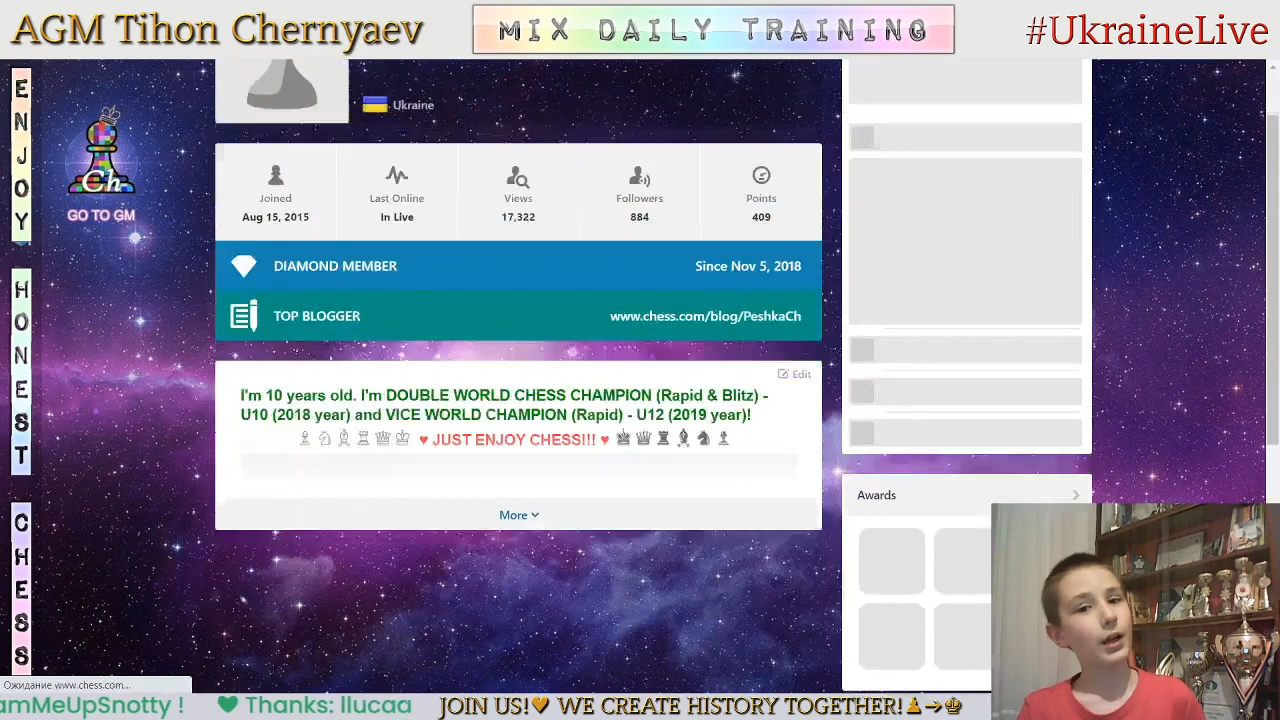 AGM Tihon Chernyaev
MIX DAILY TRAINING
#UkraineLive
ENJOY
HONEST
CHESS
Ch
GO TO GM
Ukraine
Joined
Aug 15, 2015
Last Online
In Live
Views
17,322
Followers
884
Points
409
DIAMOND MEMBER
Since Nov 5, 2018
TOP BLOGGER
www.chess.com/blog/PeshkaCh
Edit
I'm 10 years old. I'm DOUBLE WORLD CHESS CHAMPION (Rapid & Blitz) -
U10 (2018 year) and VICE WORLD CHAMPION (Rapid) - U12 (2019 year)!
♗ ♘ ♗ ♖ ♕ ♔ ♥ JUST ENJOY CHESS!!! ♥ ♚ ♛ ♜ ♝ ♞ ♝
More
Awards
Ожидание www.chess.com...
amMeUpSnotty !
Thanks: llucaa
JOIN US!🧡 WE CREATE HISTORY TOGETHER!♟→♚